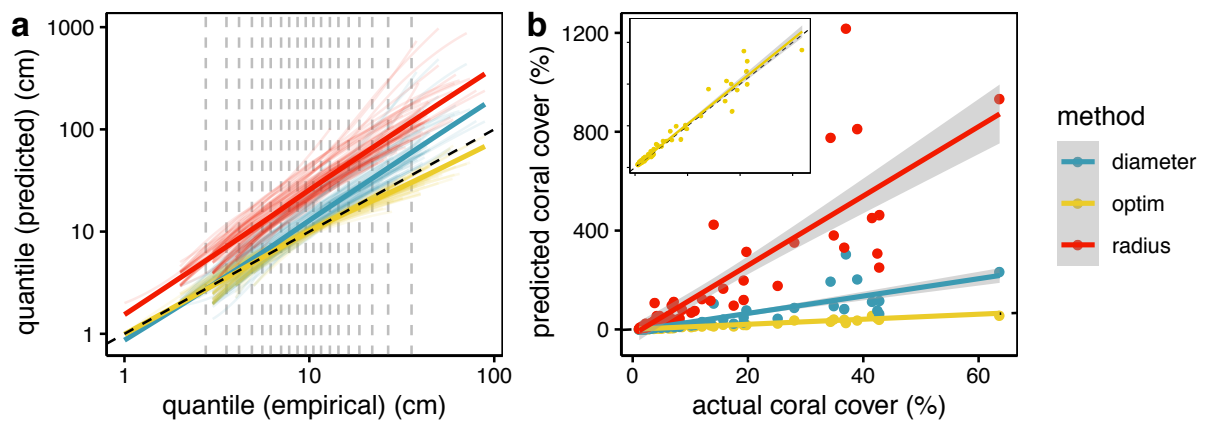 a
1000
100
10
1
1
10
100
quantile (empirical) (cm)
quantile (predicted) (cm)
b
1200
800
400
0
0
20
40
60
actual coral cover (%)
predicted coral cover (%)
method
diameter
optim
radius